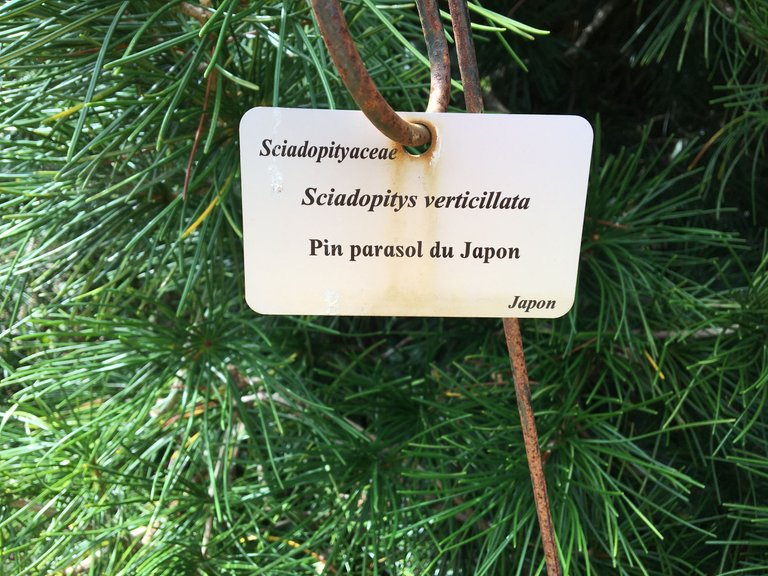 Sciadopityaceae
Sciadopitys verticillata
Pin parasol du Japon
Japon